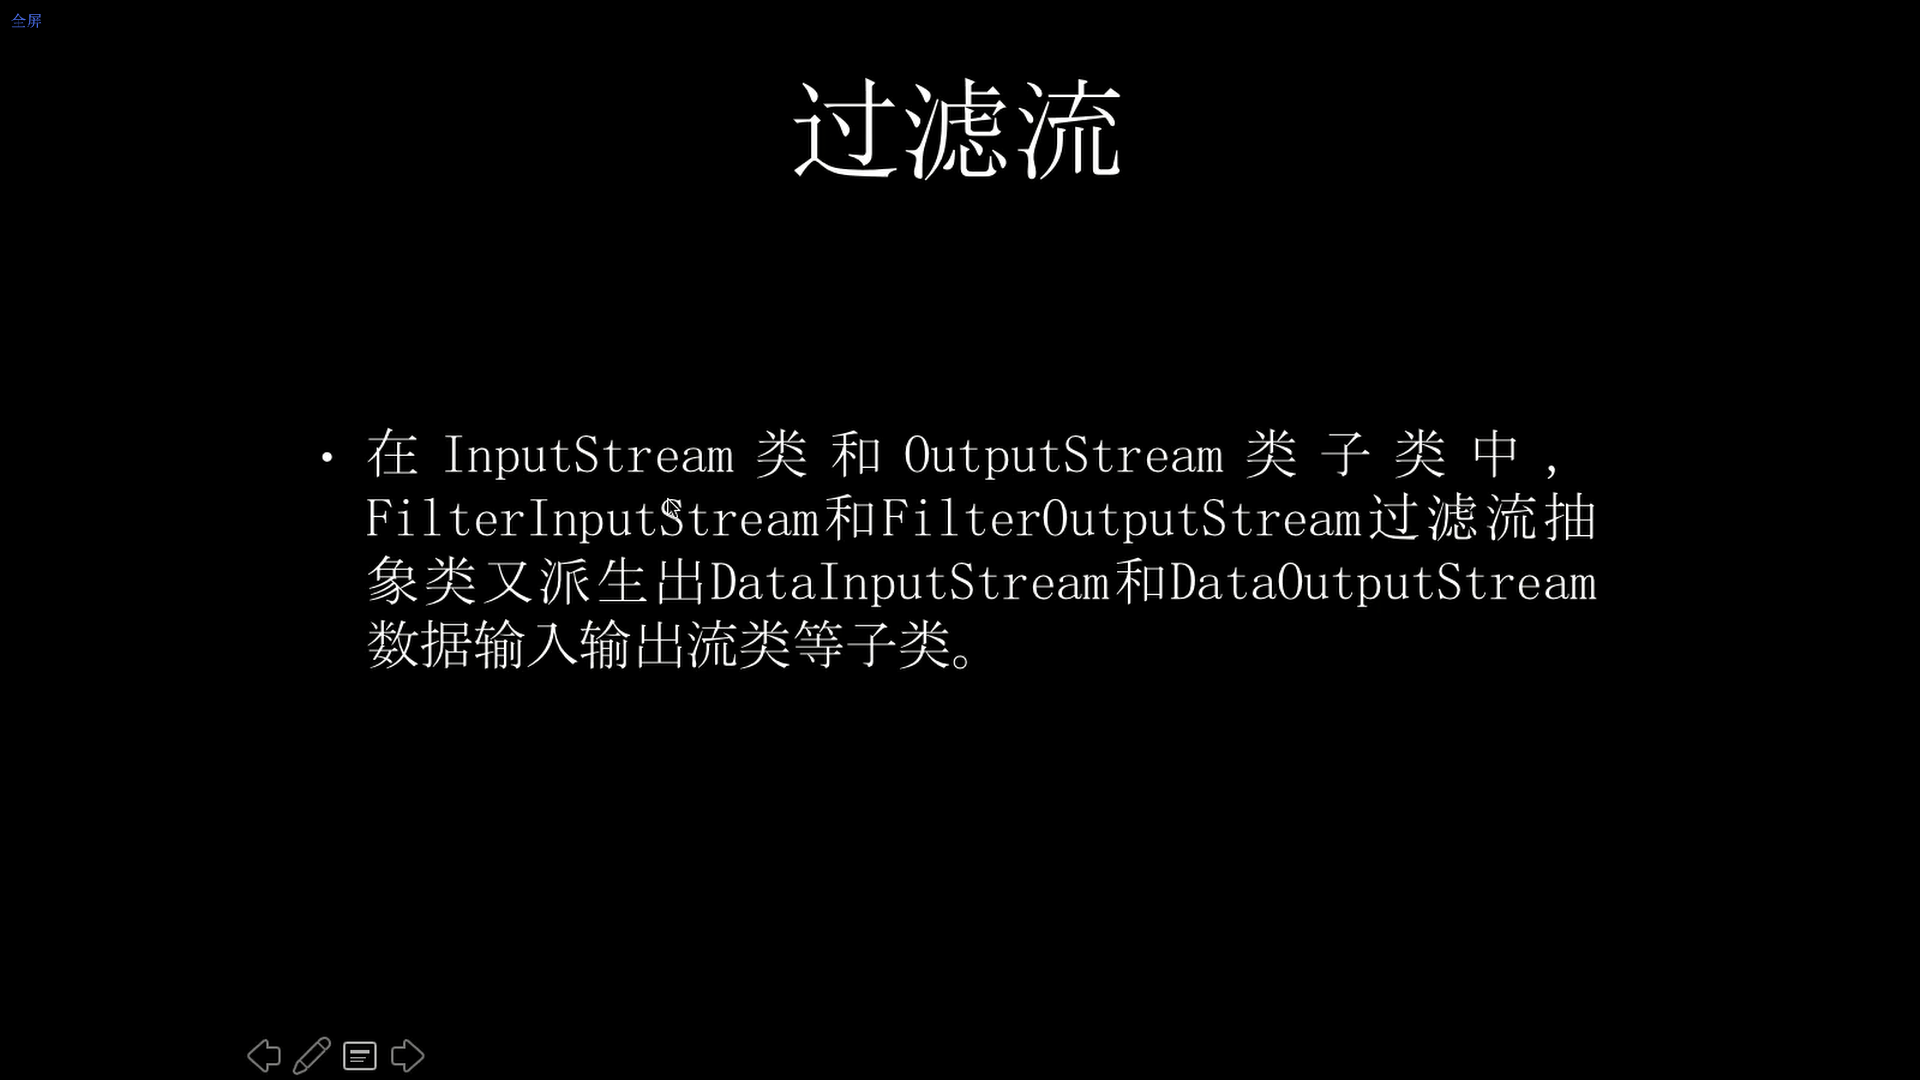 全屏
过滤流
• 在 InputStream 类 和 OutputStream 类 子 类 中 ,
FilterInputStream和FilterOutputStream过滤流抽
象类又派生出DataInputStream和DataOutputStream
数据输入输出流类等子类。